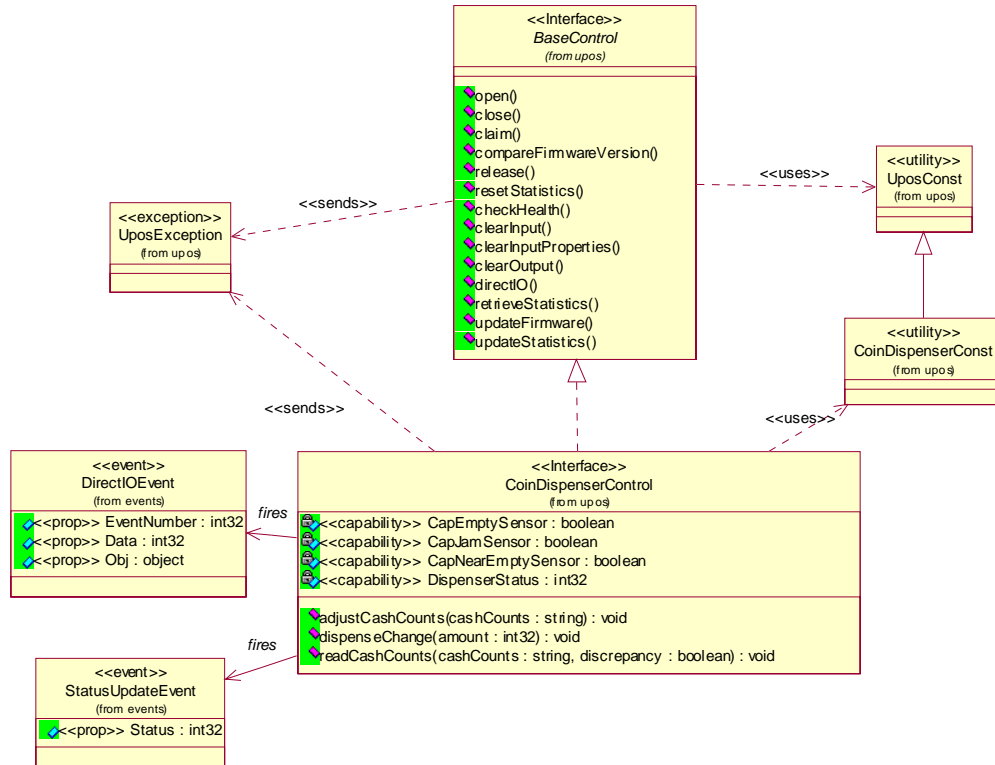 <<Interface>>
BaseControl
(from upos)
open()
close()
claim()
compareFirmwareVersion()
release()
resetStatistics()
checkHealth()
clearInput()
clearInputProperties()
clearOutput()
directIO()
retrieveStatistics()
updateFirmware()
updateStatistics()
<<utility>>
UposConst
(from upos)
<<uses>>
<<sends>>
<<exception>>
UposException
(from upos)
<<utility>>
CoinDispenserConst
(from upos)
<<sends>>
<<uses>>
<<event>>
DirectIOEvent
(from events)
<<prop>> EventNumber : int32
<<prop>> Data : int32
<<prop>> Obj : object
fires
<<Interface>>
CoinDispenserControl
(from upos)
<<capability>> CapEmptySensor : boolean
<<capability>> CapJamSensor : boolean
<<capability>> CapNearEmptySensor : boolean
<<capability>> DispenserStatus : int32
adjustCashCounts(cashCounts : string) : void
dispenseChange(amount : int32) : void
readCashCounts(cashCounts : string, discrepancy : boolean) : void
fires
<<event>>
StatusUpdateEvent
(from events)
<<prop>> Status : int32